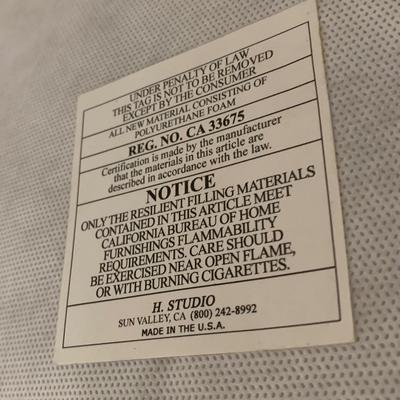 UNDER PENALTY OF LAW
THIS TAG IS NOT TO BE REMOVED
EXCEPT BY THE CONSUMER
ALL NEW MATERIAL CONSISTING OF
POLYURETHANE FOAM
REG. NO. CA 33675
Certification is made by the manufacturer
that the materials in this article are
described in accordance with the law.
NOTICE
ONLY THE RESILIENT FILLING MATERIALS
CONTAINED IN THIS ARTICLE MEET
CALIFORNIA BUREAU OF HOME
FURNISHINGS FLAMMABILITY
REQUIREMENTS. CARE SHOULD
BE EXERCISED NEAR OPEN FLAME,
OR WITH BURNING CIGARETTES.
H. STUDIO
SUN VALLEY, CA (800) 242-8992
MADE IN THE U.S.A.